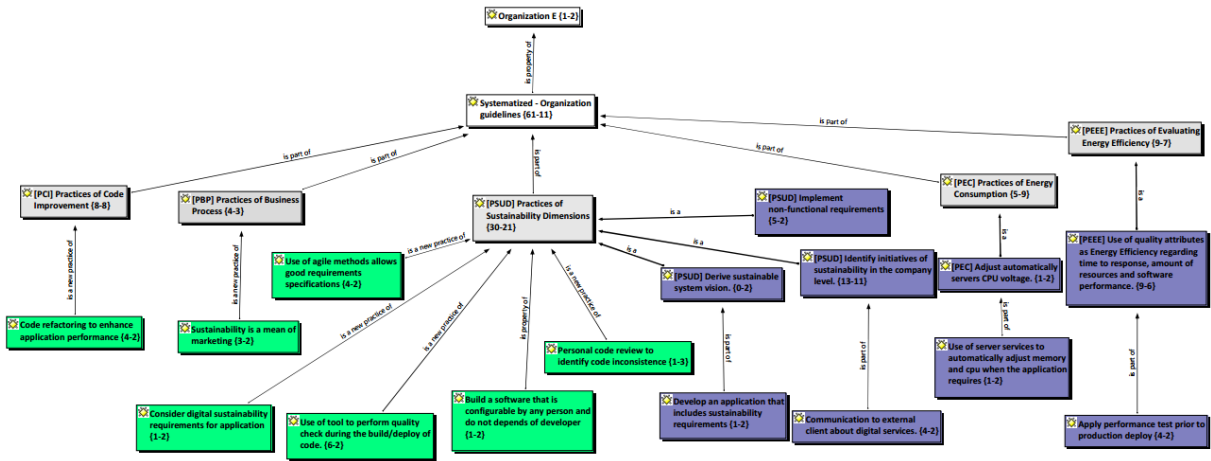 Organization E {1-2}
is property of
Systematized - Organization
guidelines {61-11}
is part of
is part of
is part of
is part of
is part of
[PEEE] Practices of Evaluating
Energy Efficiency {9-7}
[PCI] Practices of Code
Improvement {8-8}
[PBP] Practices of Business
Process {4-3}
[PSUD] Practices of
Sustainability Dimensions
{30-21}
[PSUD] Implement
non-functional requirements
{5-2}
[PEC] Practices of Energy
Consumption {5-9}
is a
is a
is a
is a
is a
is a new practice of
is a new practice of
is a new practice of
is a new practice of
is a new practice of
is property of
is a new practice of
Use of agile methods allows
good requirements
specifications {4-2}
[PSUD] Derive sustainable
system vision. {0-2}
[PSUD] Identify initiatives of
sustainability in the company
level. {13-11}
[PEC] Adjust automatically
servers CPU voltage. {1-2}
[PEEE] Use of quality attributes
as Energy Efficiency regarding
time to response, amount of
resources and software
performance. {9-6}
Code refactoring to enhance
application performance {4-2}
Sustainability is a mean of
marketing {3-2}
Personal code review to
identify code inconsistence {1-3}
is part of
is part of
is part of
is part of
Use of server services to
automatically adjust memory
and cpu when the application
requires {1-2}
Consider digital sustainability
requirements for application
{1-2}
Use of tool to perform quality
check during the build/deploy of
code. {6-2}
Build a software that is
configurable by any person and
do not depends of developer
{1-2}
Develop an application that
includes sustainability
requirements {1-2}
Communication to external
client about digital services. {4-2}
Apply performance test prior to
production deploy {4-2}